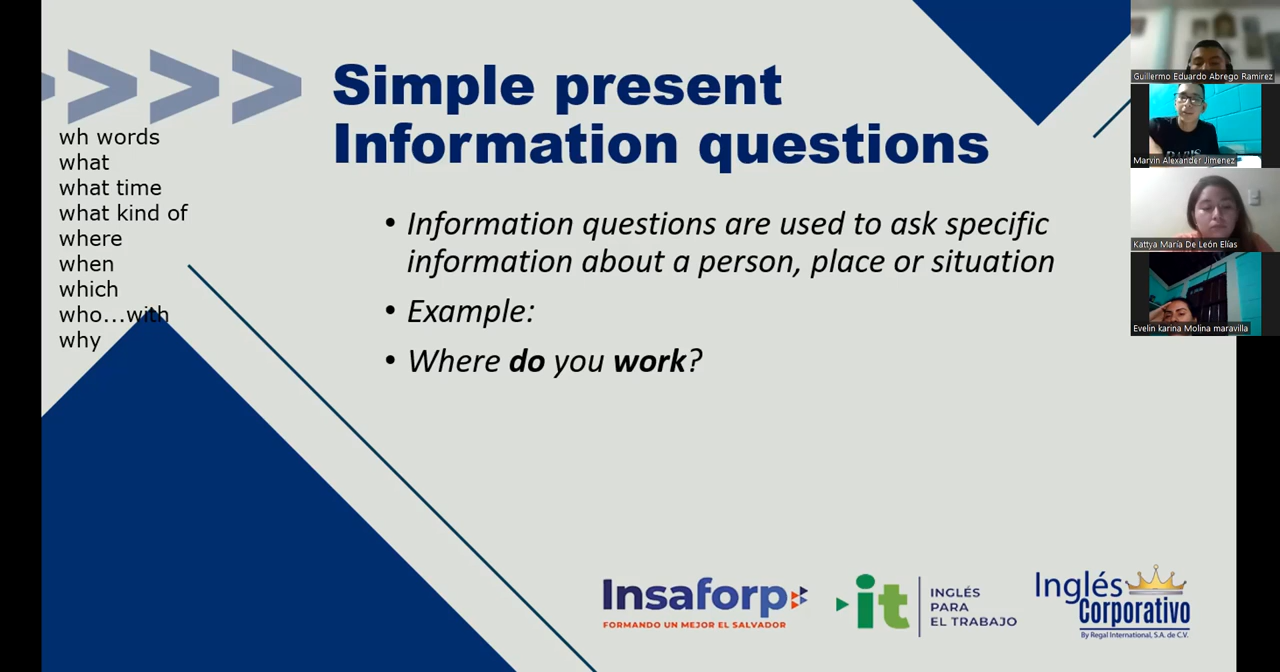 Simple present
Information questions
wh words
what
what time
what kind of
where
when
which
who...with
why
• Information questions are used to ask specific
information about a person, place or situation
• Example:
• Where do you work?
Guillermo Eduardo Abrego Ramirez
Marvin Alexander Jimenez
Kattya María De León Elías
Evelin karina Molina maravilla
Insaforp
FORMANDO UN MEJOR EL SALVADOR
it
INGLÉS
PARA
EL TRABAJO
Inglés
Corporativo
By Regal International, S.A. de C.V.